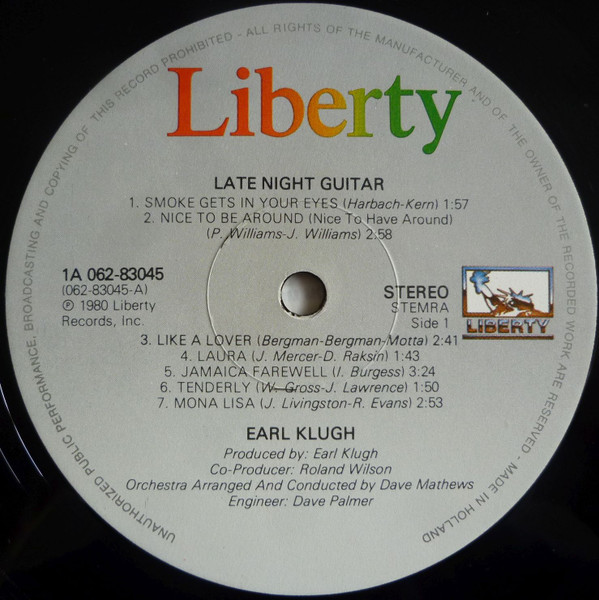 UNAUTHORIZED PUBLIC PERFORMANCE, BROADCASTING AND COPYING OF THIS RECORD PROHIBITED - ALL RIGHTS OF THE MANUFACTURER AND OF THE OWNER OF THE RECORDED WORK ARE RESERVED - MADE IN HOLLAND
Liberty
LATE NIGHT GUITAR
1. SMOKE GETS IN YOUR EYES (Harbach-Kern) 1:57
2. NICE TO BE AROUND (Nice To Have Around)
(P. Williams-J. Williams) 2:58
1A 062-83045
(062-83045-A)
℗ 1980 Liberty
Records, Inc.
STEREO
STEMRA
Side 1
LIBERTY
3. LIKE A LOVER (Bergman-Bergman-Motta) 2:41
4. LAURA (J. Mercer-D. Raksin) 1:43
5. JAMAICA FAREWELL (I. Burgess) 3:24
6. TENDERLY (W. Gross-J. Lawrence) 1:50
7. MONA LISA (J. Livingston-R. Evans) 2:53
EARL KLUGH
Produced by: Earl Klugh
Co-Producer: Roland Wilson
Orchestra Arranged And Conducted by Dave Mathews
Engineer: Dave Palmer